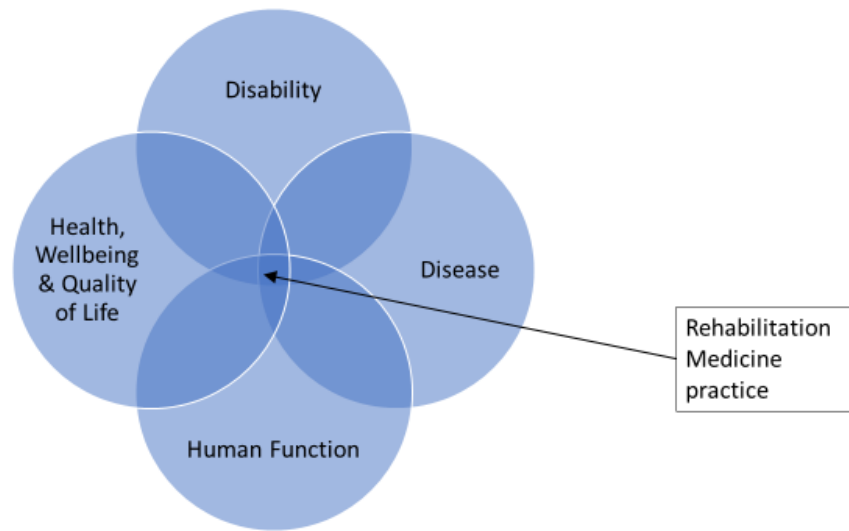 Disability
Health,
Wellbeing
& Quality
of Life
Disease
Rehabilitation
Medicine
practice
Human Function